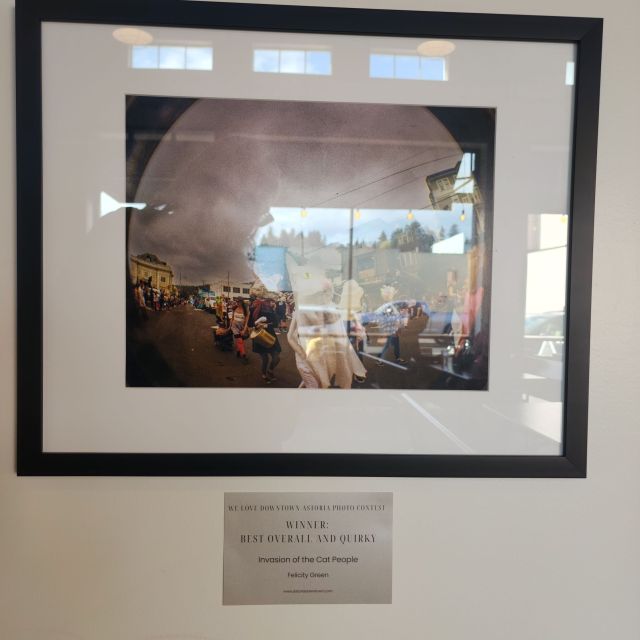 WE LOVE DOWNTOWN ASTORIA PHOTO CONTEST
WINNER:
BEST OVERALL AND QUIRKY
Invasion of the Cat People
Felicity Green